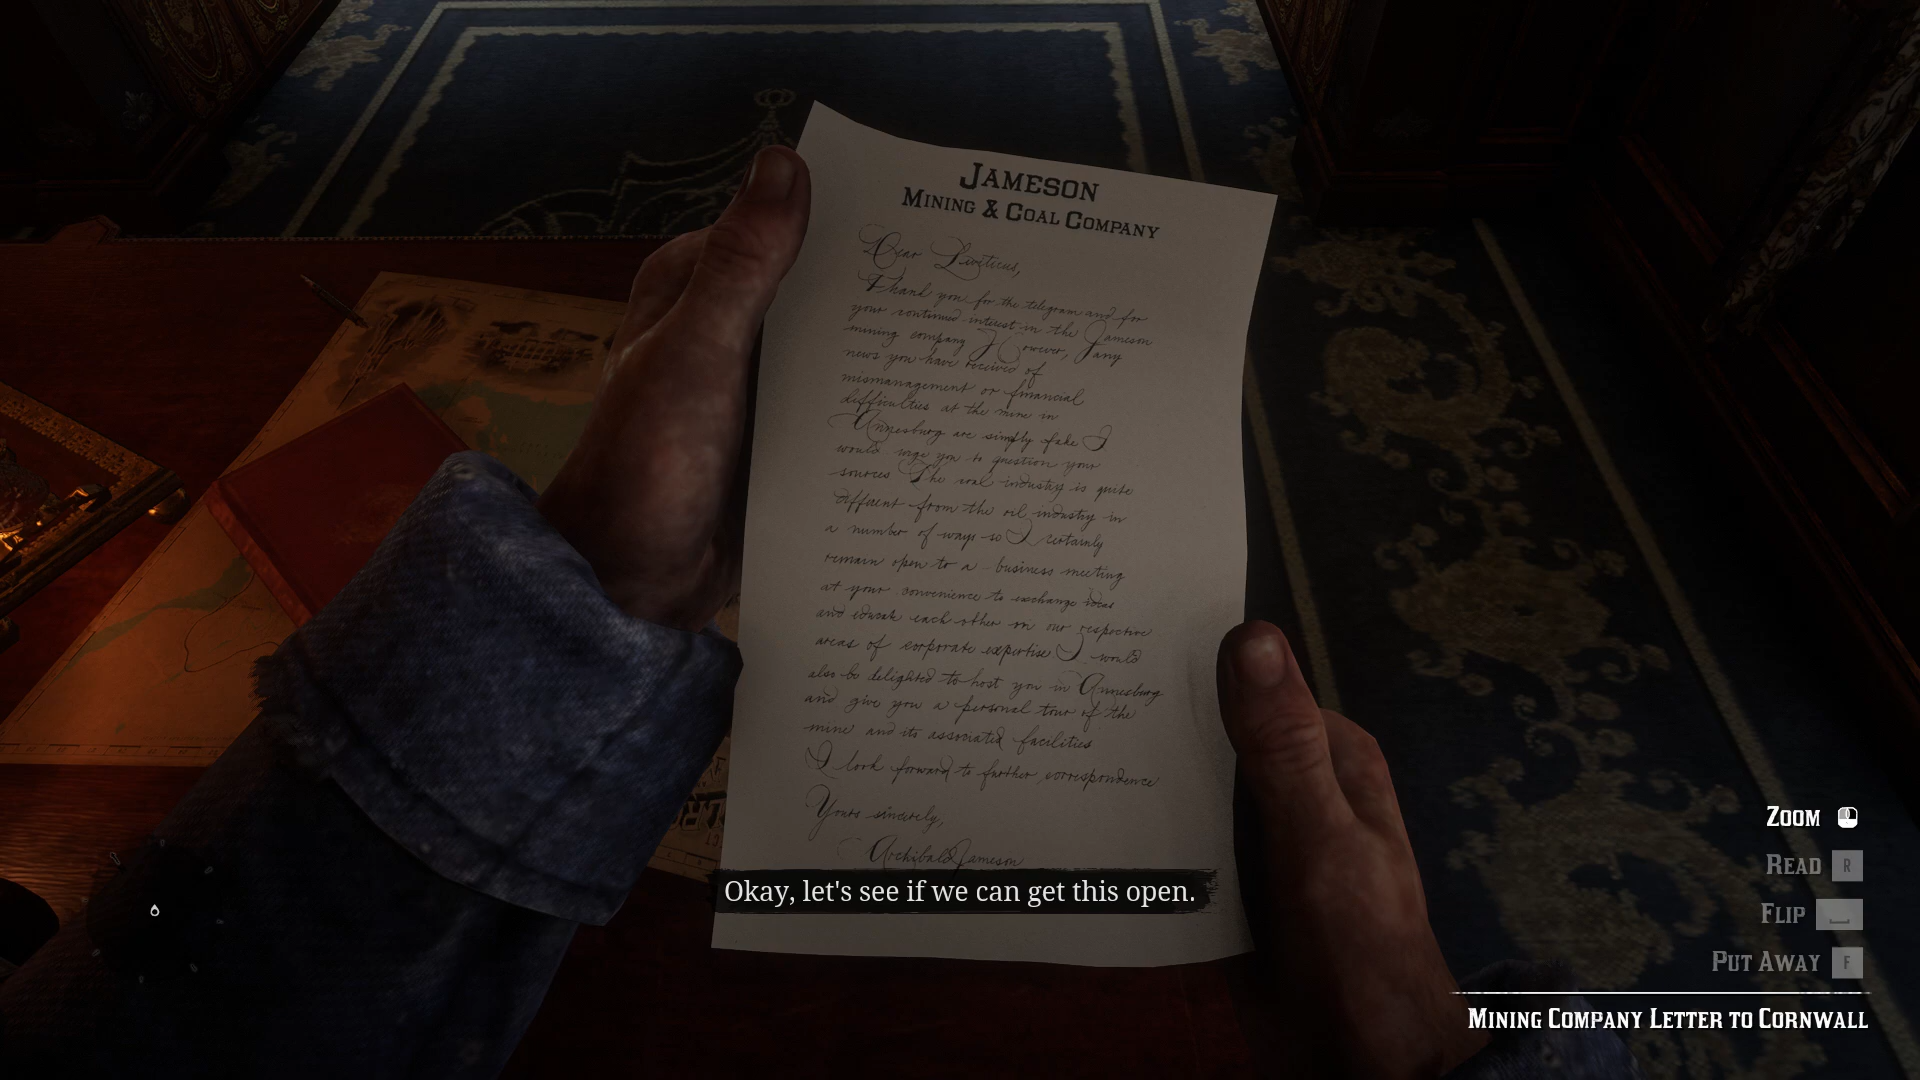 JAMESON
MINING & COAL COMPANY
Dear Leviticus,
Thank you for the telegram and for
your continued interest in the Jameson
mining company However, any
news you have received of
mismanagement or financial
difficulties at the mine in
Annesburg are simply fake I
would urge you to question your
sources The coal industry is quite
different from the oil industry in
a number of ways so I certainly
remain open to a business meeting
at your convenience to exchange ideas
and educate each other on our respective
areas of corporate expertise I would
also be delighted to host you in Annesburg
and give you a personal tour of the
mine and its associated facilities
I look forward to further correspondence
Yours sincerely,
Archibald Jameson
Okay, let's see if we can get this open.
ZOOM
READ R
FLIP
PUT AWAY F
MINING COMPANY LETTER TO CORNWALL